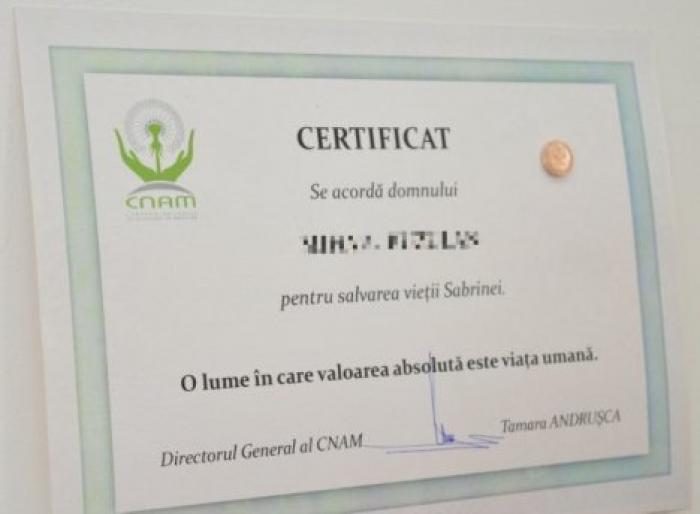 CNAM
CERTIFICAT
Se acordă domnului
pentru salvarea vieții Sabrinei.
O lume în care valoarea absolută este viața umană.
Directorul General al CNAM
Tamara ANDRUȘCA